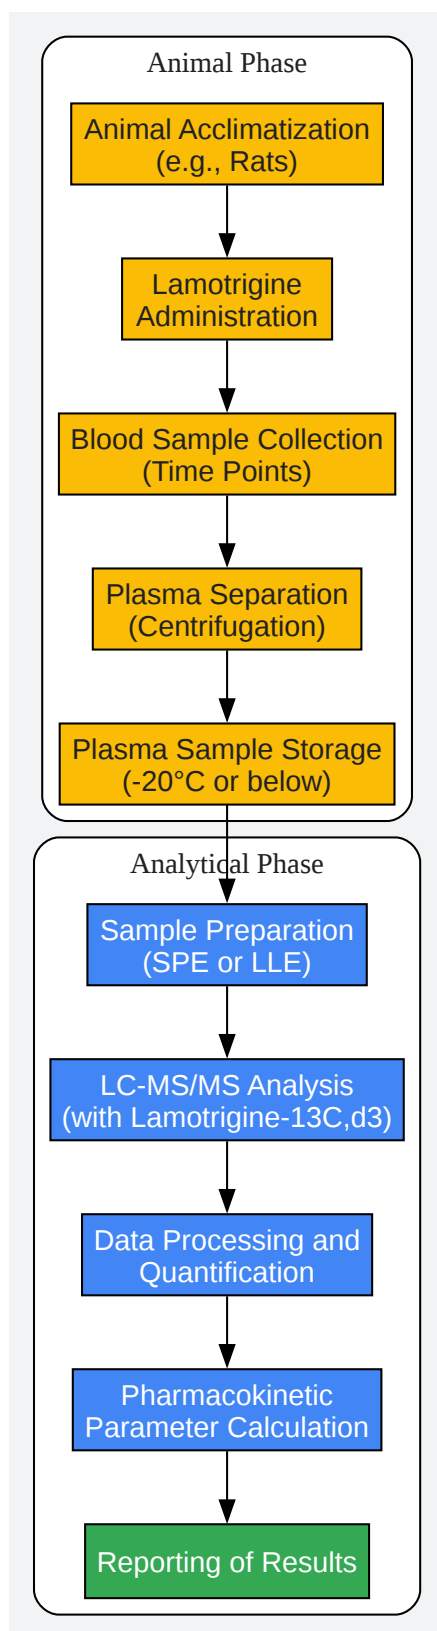 Animal Phase
Animal Acclimatization
(e.g., Rats)
Lamotrigine
Administration
Blood Sample Collection
(Time Points)
Plasma Separation
(Centrifugation)
Plasma Sample Storage
(-20°C or below)
Analytical Phase
Sample Preparation
(SPE or LLE)
LC-MS/MS Analysis
(with Lamotrigine-13C,d3)
Data Processing and
Quantification
Pharmacokinetic
Parameter Calculation
Reporting of Results